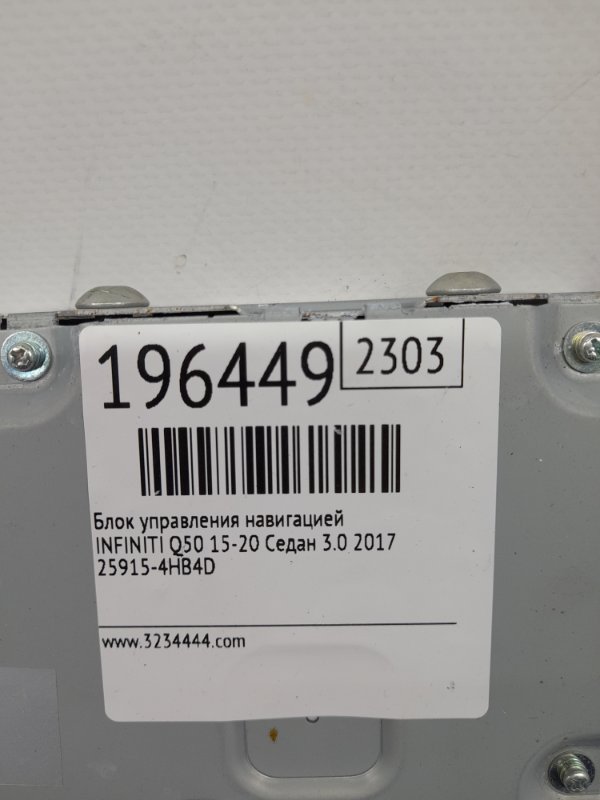 196449 2303
Блок управления навигацией
INFINITI Q50 15-20 Седан 3.0 2017
25915-4HB4D
www.3234444.com